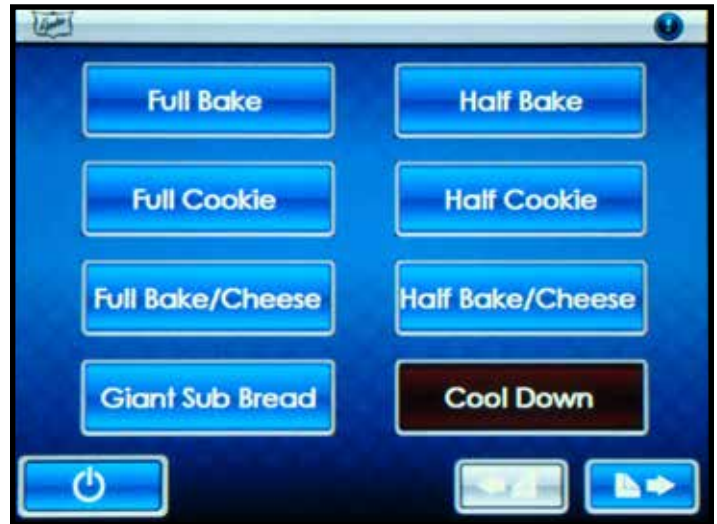 Full Bake
Half Bake
Full Cookie
Half Cookie
Full Bake/Cheese
Half Bake/Cheese
Giant Sub Bread
Cool Down